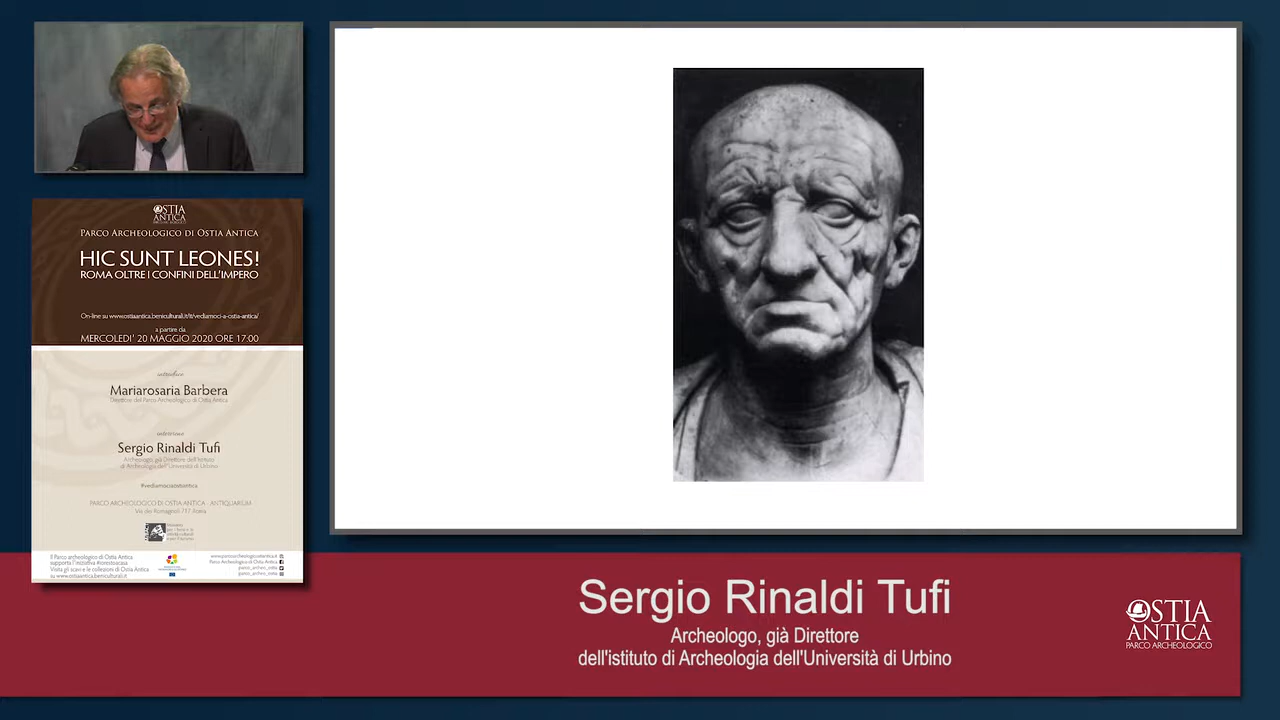 OSTIA
ANTICA
PARCO ARCHEOLOGICO DI OSTIA ANTICA
HIC SUNT LEONES!
ROMA OLTRE I CONFINI DELL'IMPERO
On-line su www.ostiaantica.beniculturali.it/it/vediamoci-a-ostia-antica/
a partire da
MERCOLEDI' 20 MAGGIO 2020 ORE 17:00
introduce
Mariarosaria Barbera
Direttore del Parco Archeologico di Ostia Antica
interviene
Sergio Rinaldi Tufi
Archeologo, già Direttore dell'Istituto
di Archeologia dell'Università di Urbino
#vediamociaostiantica
PARCO ARCHEOLOGICO DI OSTIA ANTICA - ANTIQUARIUM
Via dei Romagnoli 717 Roma
Il Parco archeologico di Ostia Antica
supporta l'iniziativa #iorestoacasa
Visita gli scavi e le collezioni di Ostia Antica
su www.ostiaantica.beniculturali.it
www.parcoarcheologicostiantica.it
Parco Archeologico di Ostia Antica
parco_archeo_ostia
parco_archeo_ostia
Sergio Rinaldi Tufi
Archeologo, già Direttore
dell'istituto di Archeologia dell'Università di Urbino
OSTIA
ANTICA
PARCO ARCHEOLOGICO